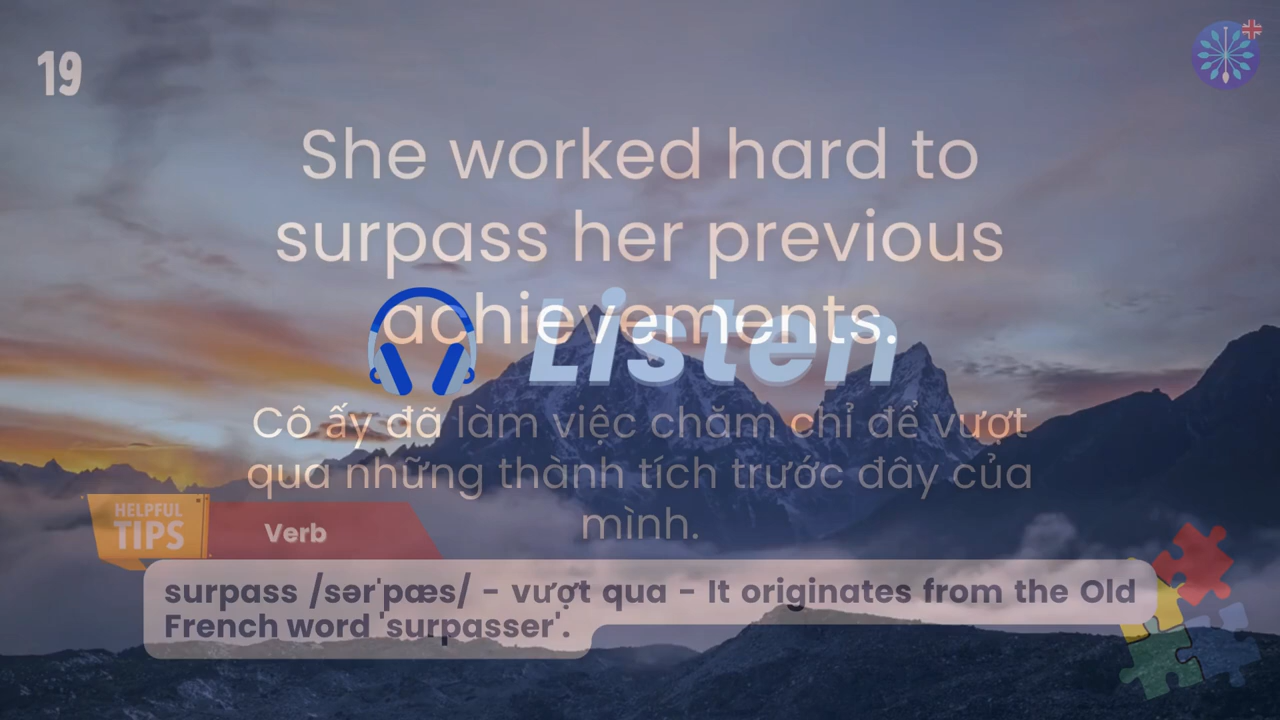 19
She worked hard to
surpass her previous
achievements.
Listen
Cô ấy đã làm việc chăm chỉ để vượt
qua những thành tích trước đây của
mình.
HELPFUL
TIPS
Verb
surpass /sərˈpæs/ - vượt qua - It originates from the Old
French word 'surpasser'.